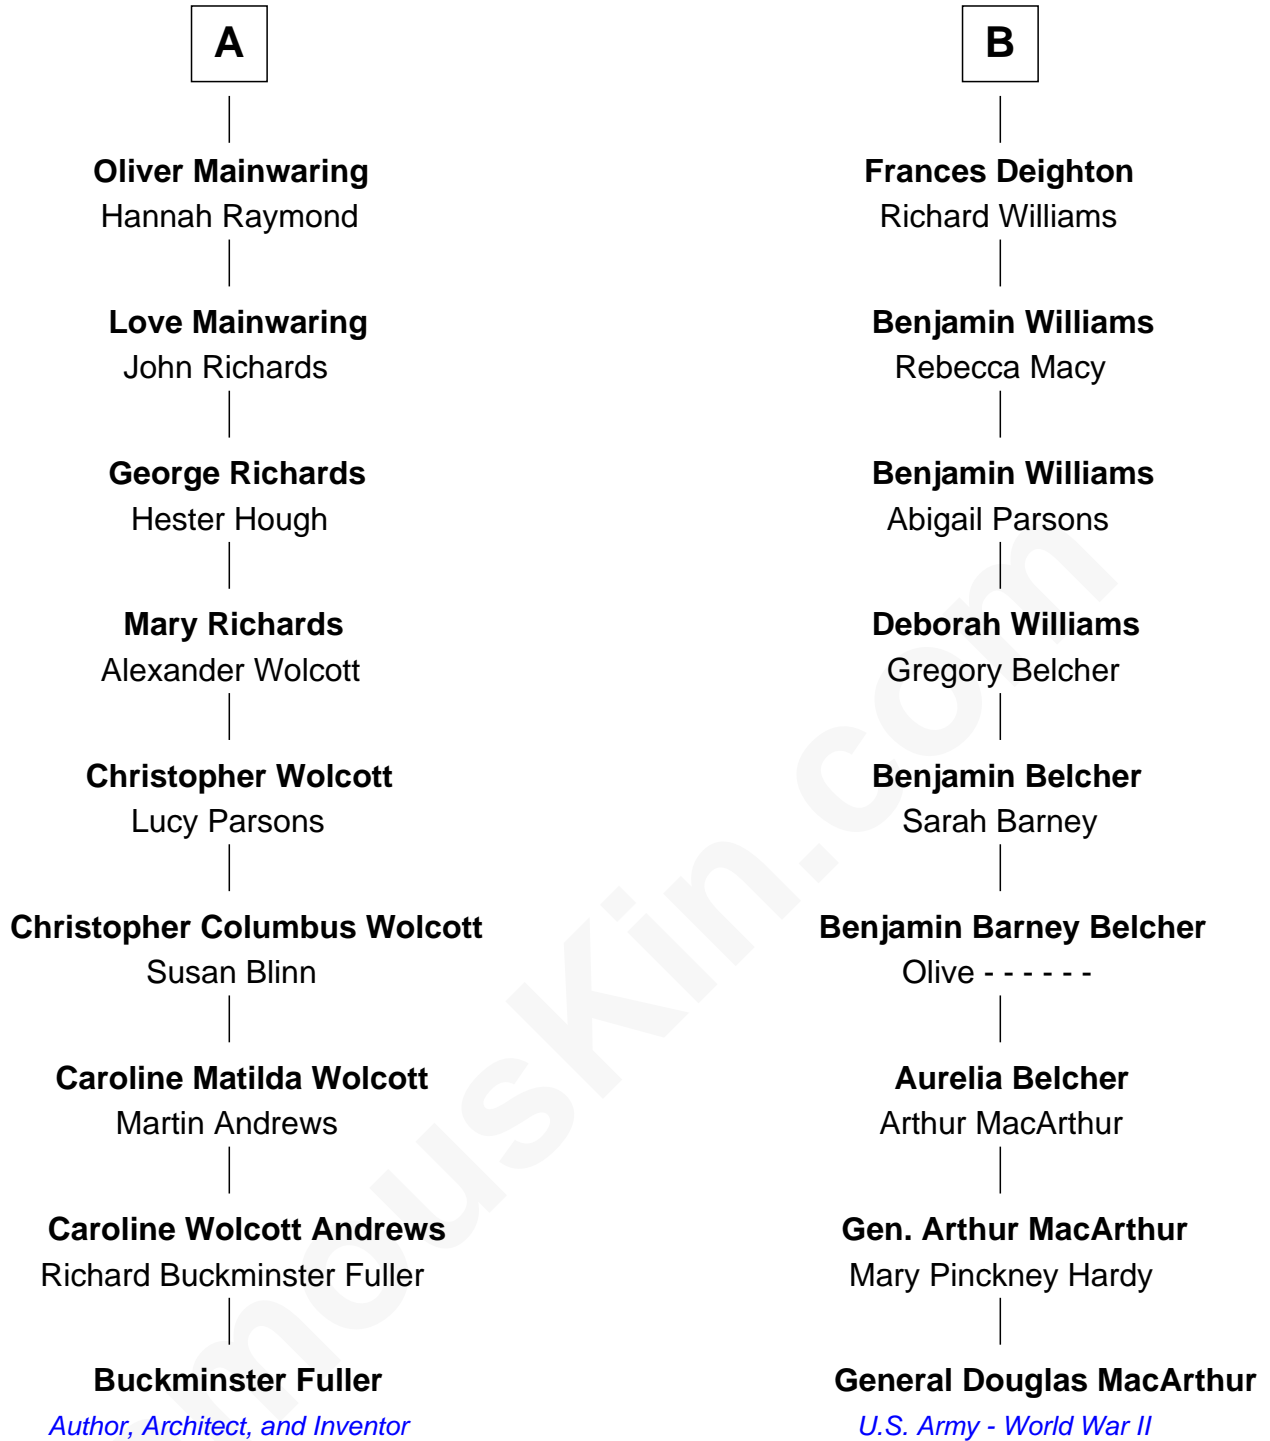 A
Oliver Mainwaring
Hannah Raymond
Love Mainwaring
John Richards
George Richards
Hester Hough
Mary Richards
Alexander Wolcott
Christopher Wolcott
Lucy Parsons
Christopher Columbus Wolcott
Susan Blinn
Caroline Matilda Wolcott
Martin Andrews
Caroline Wolcott Andrews
Richard Buckminster Fuller
Buckminster Fuller
Author, Architect, and Inventor
B
Frances Deighton
Richard Williams
Benjamin Williams
Rebecca Macy
Benjamin Williams
Abigail Parsons
Deborah Williams
Gregory Belcher
Benjamin Belcher
Sarah Barney
Benjamin Barney Belcher
Olive - - - - - -
Aurelia Belcher
Arthur MacArthur
Gen. Arthur MacArthur
Mary Pinckney Hardy
General Douglas MacArthur
U.S. Army - World War II
mouskin.com